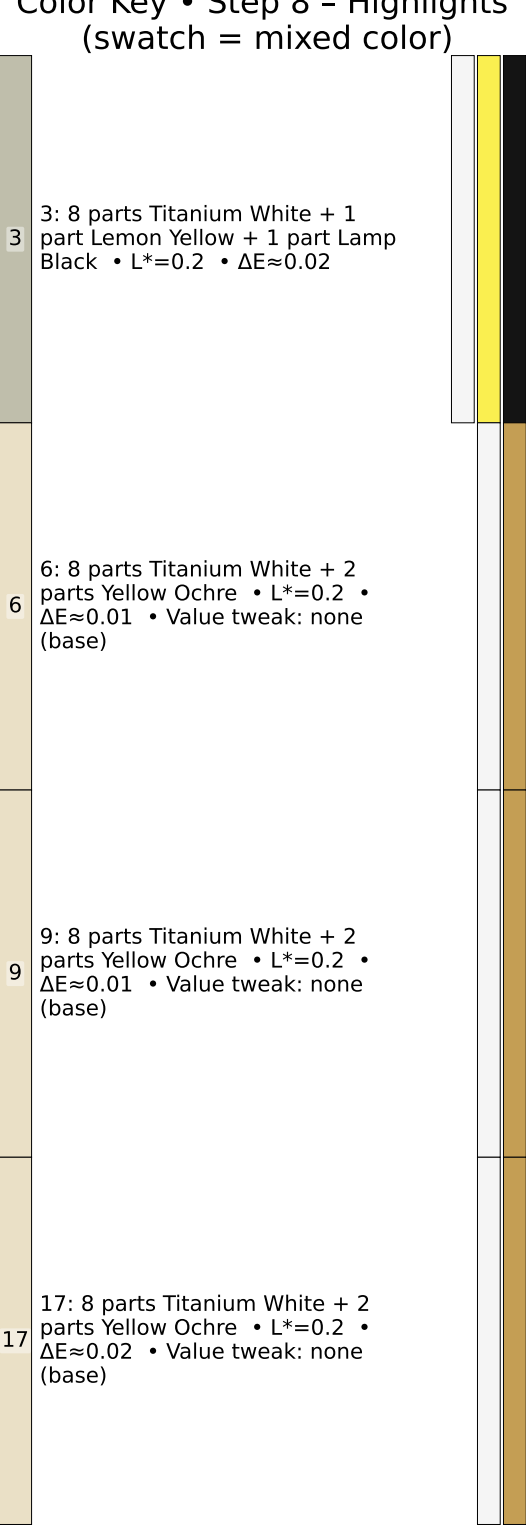 Color Key • Step 8 – Highlights
(swatch = mixed color)
3
3: 8 parts Titanium White + 1
part Lemon Yellow + 1 part Lamp
Black • L*=0.2 • ΔE≈0.02
6
6: 8 parts Titanium White + 2
parts Yellow Ochre • L*=0.2 •
ΔE≈0.01 • Value tweak: none
(base)
9
9: 8 parts Titanium White + 2
parts Yellow Ochre • L*=0.2 •
ΔE≈0.01 • Value tweak: none
(base)
17
17: 8 parts Titanium White + 2
parts Yellow Ochre • L*=0.2 •
ΔE≈0.02 • Value tweak: none
(base)